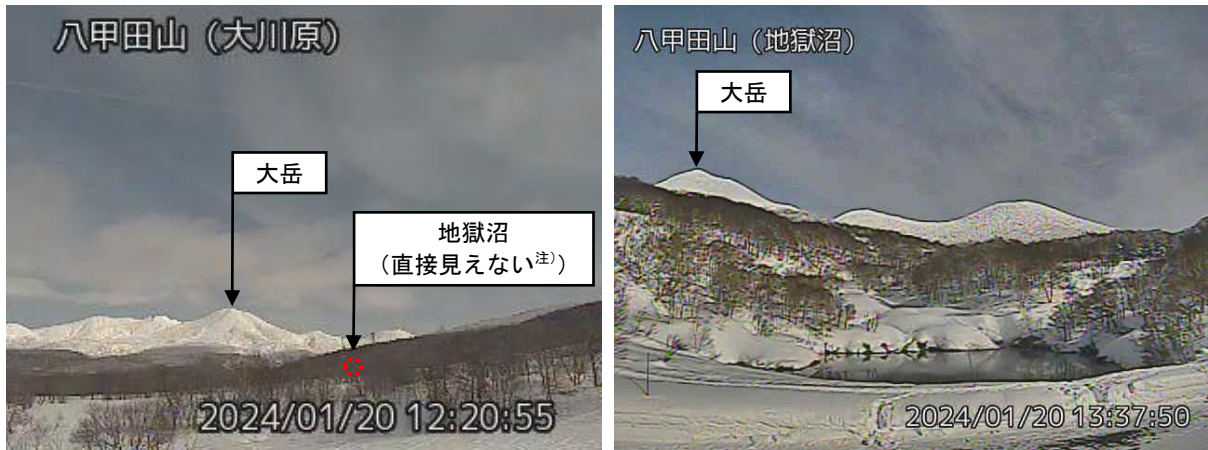 八甲田山（大川原）
大岳
地獄沼
（直接見えない注））
2024/01/20 12:20:55
八甲田山（地獄沼）
大岳
2024/01/20 13:37:50